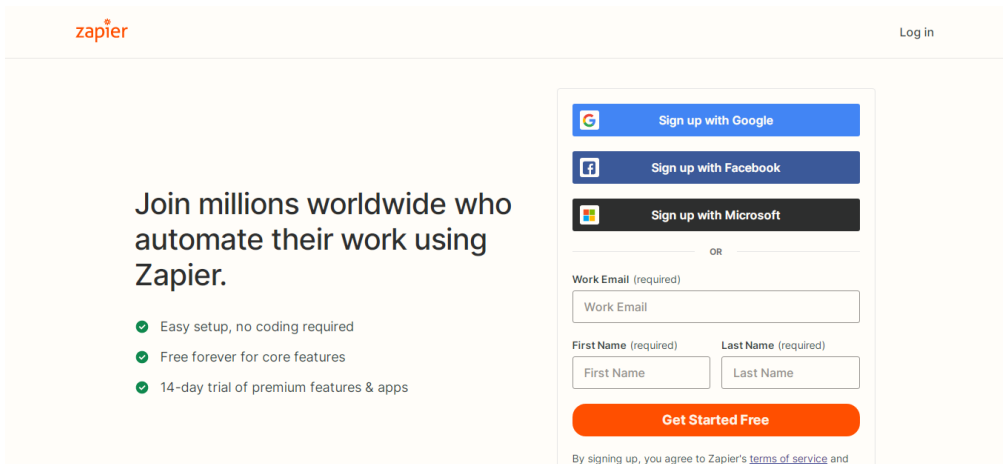 zapier
Log in
Join millions worldwide who
automate their work using
Zapier.
Easy setup, no coding required
Free forever for core features
14-day trial of premium features & apps
Sign up with Google
Sign up with Facebook
Sign up with Microsoft
OR
Work Email (required)
Work Email
First Name (required) Last Name (required)
First Name Last Name
Get Started Free
By signing up, you agree to Zapier's terms of service and